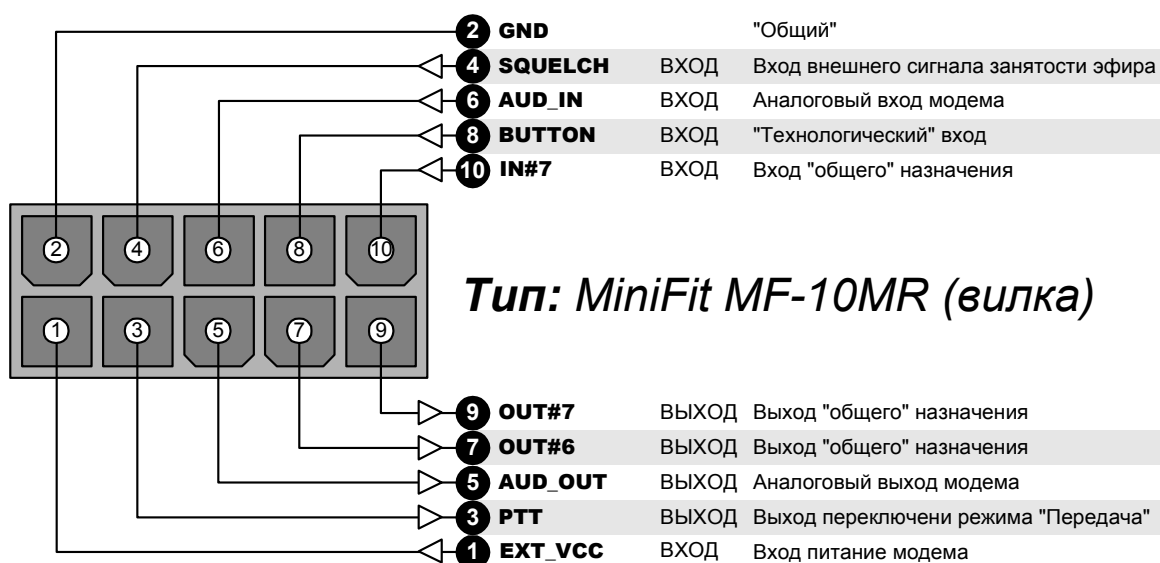 2 GND "Общий"
4 SQUELCH ВХОД Вход внешнего сигнала занятости эфира
6 AUD_IN ВХОД Аналоговый вход модема
8 BUTTON ВХОД "Технологический" вход
10 IN#7 ВХОД Вход "общего" назначения
2 4 6 8 10
Тип: MiniFit MF-10MR (вилка)
1 3 5 7 9
9 OUT#7 ВЫХОД Выход "общего" назначения
7 OUT#6 ВЫХОД Выход "общего" назначения
5 AUD_OUT ВЫХОД Аналоговый выход модема
3 PTT ВЫХОД Выход переключени режима "Передача"
1 EXT_VCC ВХОД Вход питание модема